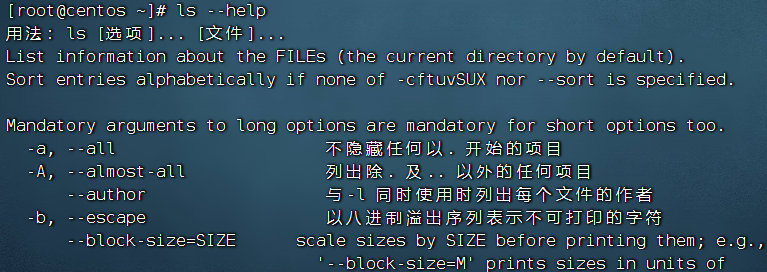 [root@centos ~]# ls --help
用法：ls [选项]... [文件]...
List information about the FILEs (the current directory by default).
Sort entries alphabetically if none of -cftuvSUX nor --sort is specified.
Mandatory arguments to long options are mandatory for short options too.
-a, --all 不隐藏任何以. 开始的项目
-A, --almost-all 列出除. 及.. 以外的任何项目
--author 与-l 同时使用时列出每个文件的作者
-b, --escape 以八进制溢出序列表示不可打印的字符
--block-size=SIZE scale sizes by SIZE before printing them; e.g.,
'--block-size=M' prints sizes in units of